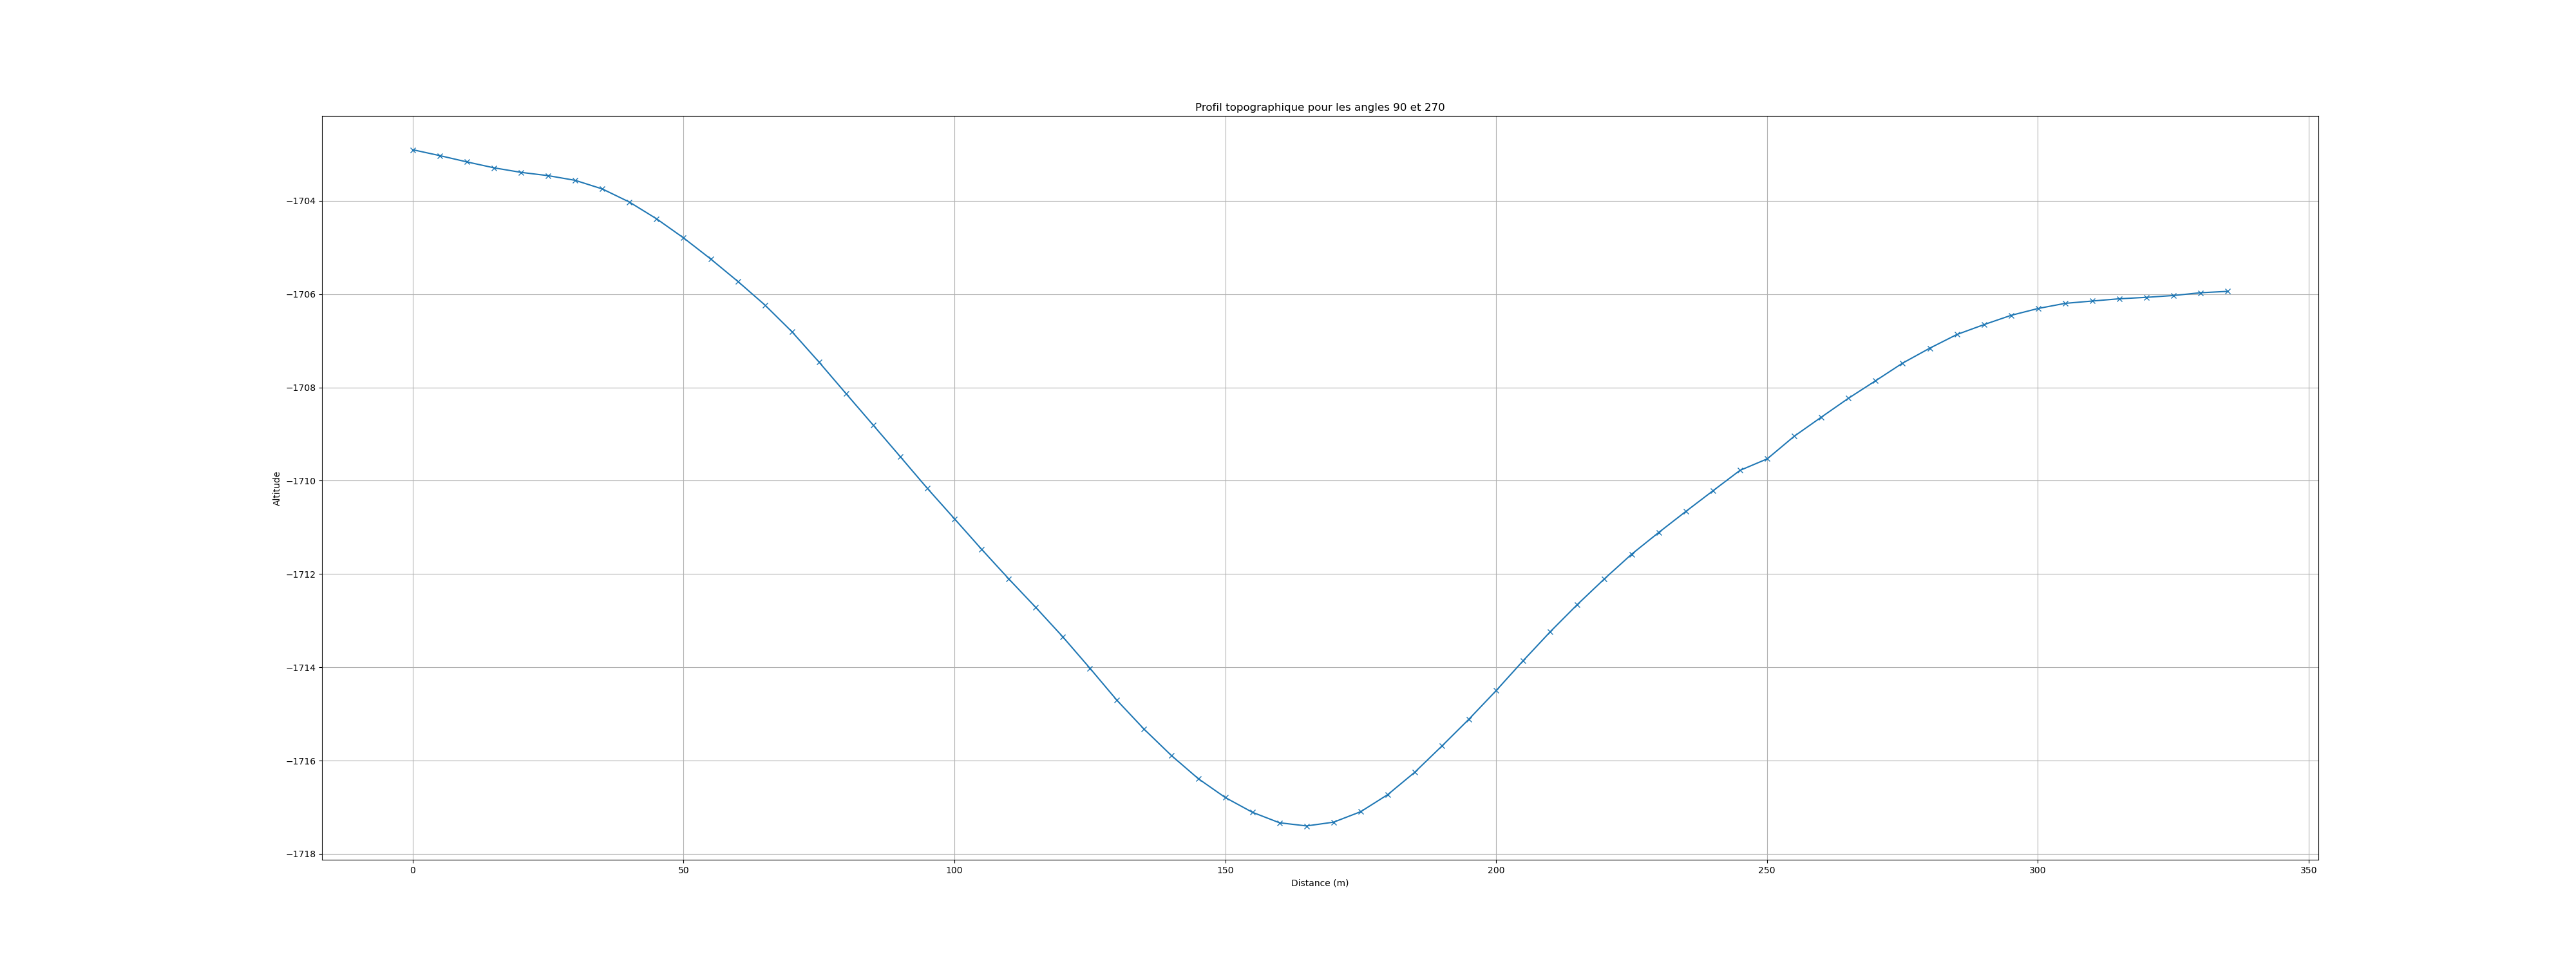 Profil topographique pour les angles 90 et 270
Altitude
−1704
−1706
−1708
−1710
−1712
−1714
−1716
−1718
0 50 100 150 200 250 300 350
Distance (m)